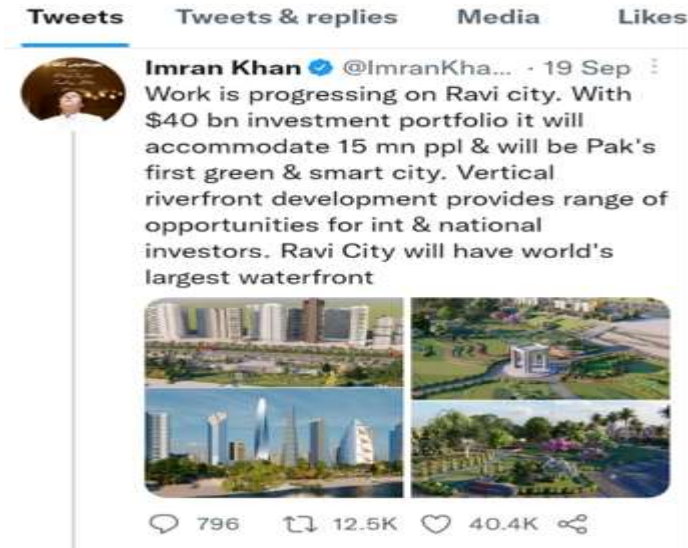 Tweets Tweets & replies Media Likes
Imran Khan @ImranKha... · 19 Sep
Work is progressing on Ravi city. With
$40 bn investment portfolio it will
accommodate 15 mn ppl & will be Pak's
first green & smart city. Vertical
riverfront development provides range of
opportunities for int & national
investors. Ravi City will have world's
largest waterfront
796 12.5K 40.4K